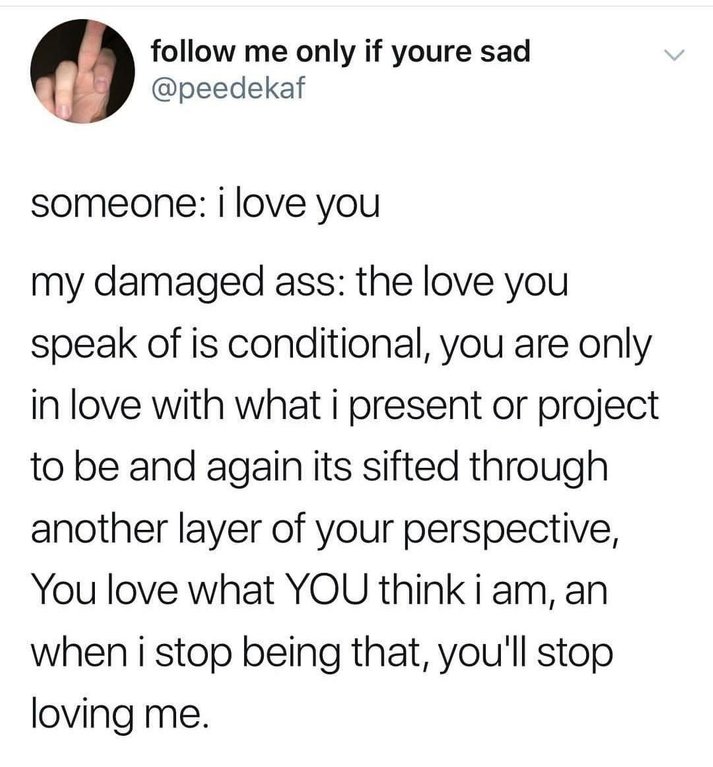 follow me only if youre sad
@peedekaf
someone: i love you
my damaged ass: the love you
speak of is conditional, you are only
in love with what i present or project
to be and again its sifted through
another layer of your perspective,
You love what YOU think i am, an
when i stop being that, you'll stop
loving me.